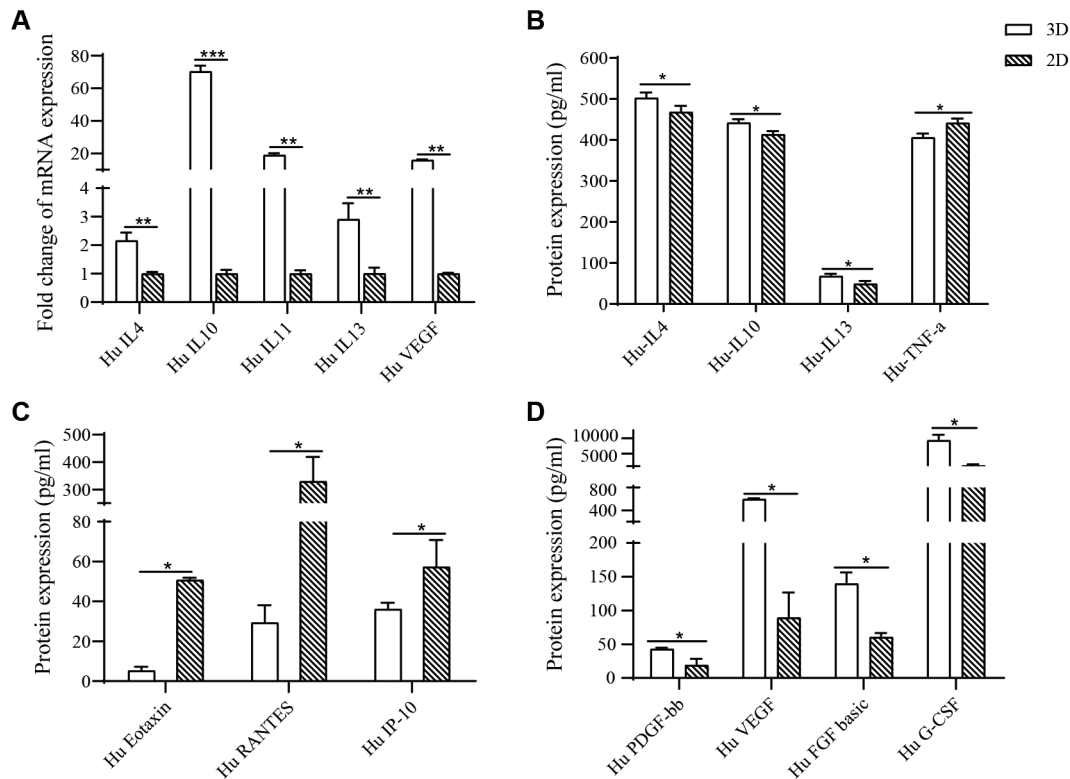 A
Fold change of mRNA expression
80
60
40
20
4
3
2
1
0
***
**
**
**
**
Hu IL4
Hu IL10
Hu IL11
Hu IL13
Hu VEGF
B
3D
2D
Protein expression (pg/ml)
600
500
400
300
200
100
0
*
*
*
*
Hu-IL4
Hu-IL10
Hu-IL13
Hu-TNF-a
C
Protein expression (pg/ml)
500
400
300
80
60
40
20
0
*
*
*
Hu Eotaxin
Hu RANTES
Hu IP-10
D
Protein expression (pg/ml)
10000
5000
800
400
200
150
100
50
0
*
*
*
*
Hu PDGF-bb
Hu VEGF
Hu FGF basic
Hu G-CSF